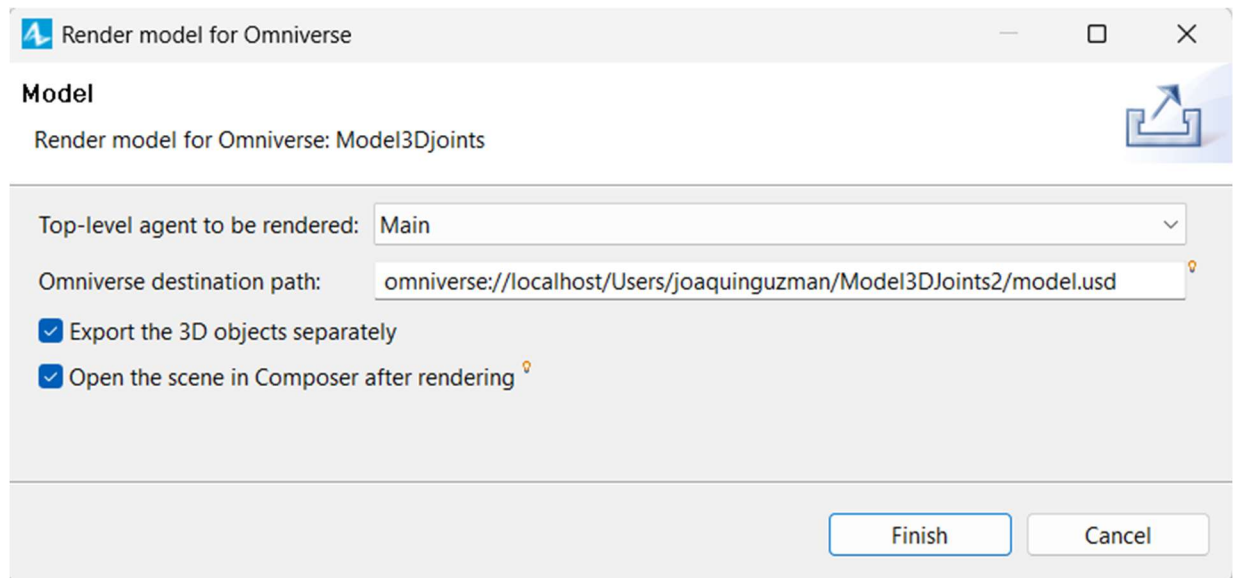 Render model for Omniverse
Model
Render model for Omniverse: Model3Djoints
Top-level agent to be rendered: Main
Omniverse destination path: omniverse://localhost/Users/joaquinguzman/Model3DJoints2/model.usd
Export the 3D objects separately
Open the scene in Composer after rendering
Finish Cancel